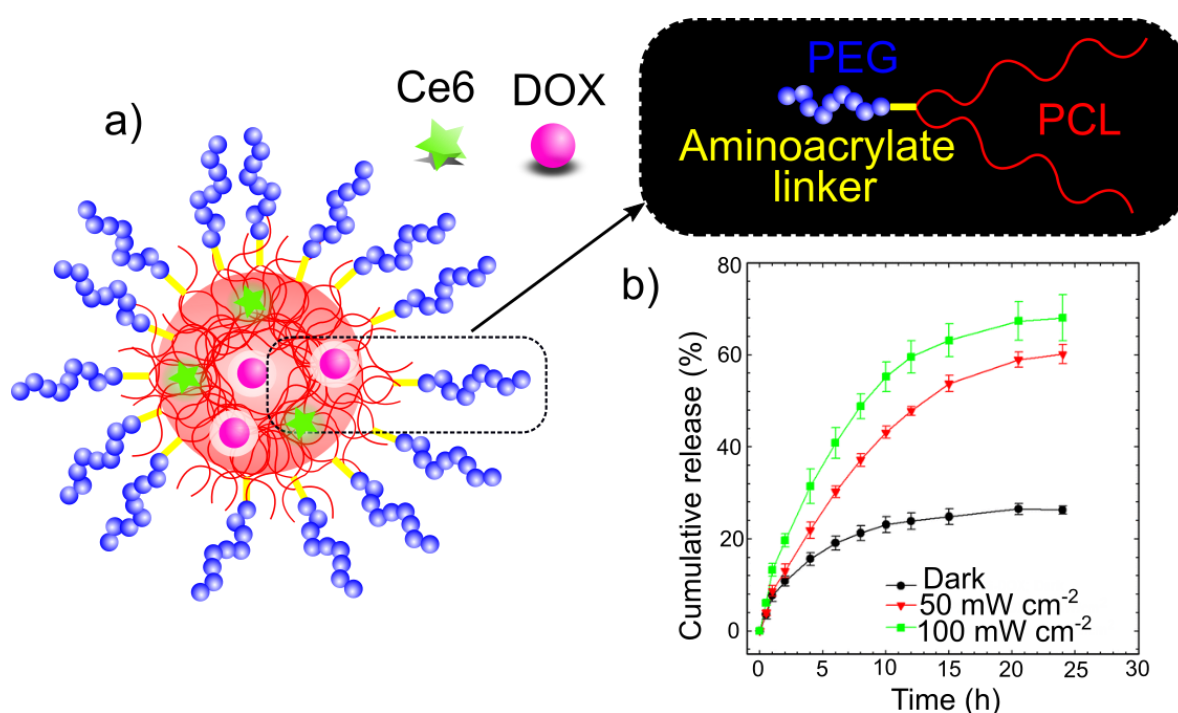 a)
Ce6
DOX
PEG
PCL
Aminoacrylate
linker
b)
Cumulative release (%)
80
60
40
20
0
Dark
50 mW cm⁻²
100 mW cm⁻²
0
5
10
15
20
25
30
Time (h)